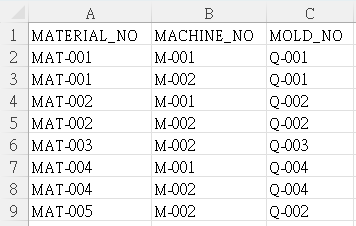 A B C
1 MATERIAL_NO MACHINE_NO MOLD_NO
2 MAT-001 M-001 Q-001
3 MAT-001 M-002 Q-001
4 MAT-002 M-001 Q-002
5 MAT-002 M-002 Q-002
6 MAT-003 M-002 Q-003
7 MAT-004 M-001 Q-004
8 MAT-004 M-002 Q-004
9 MAT-005 M-002 Q-002